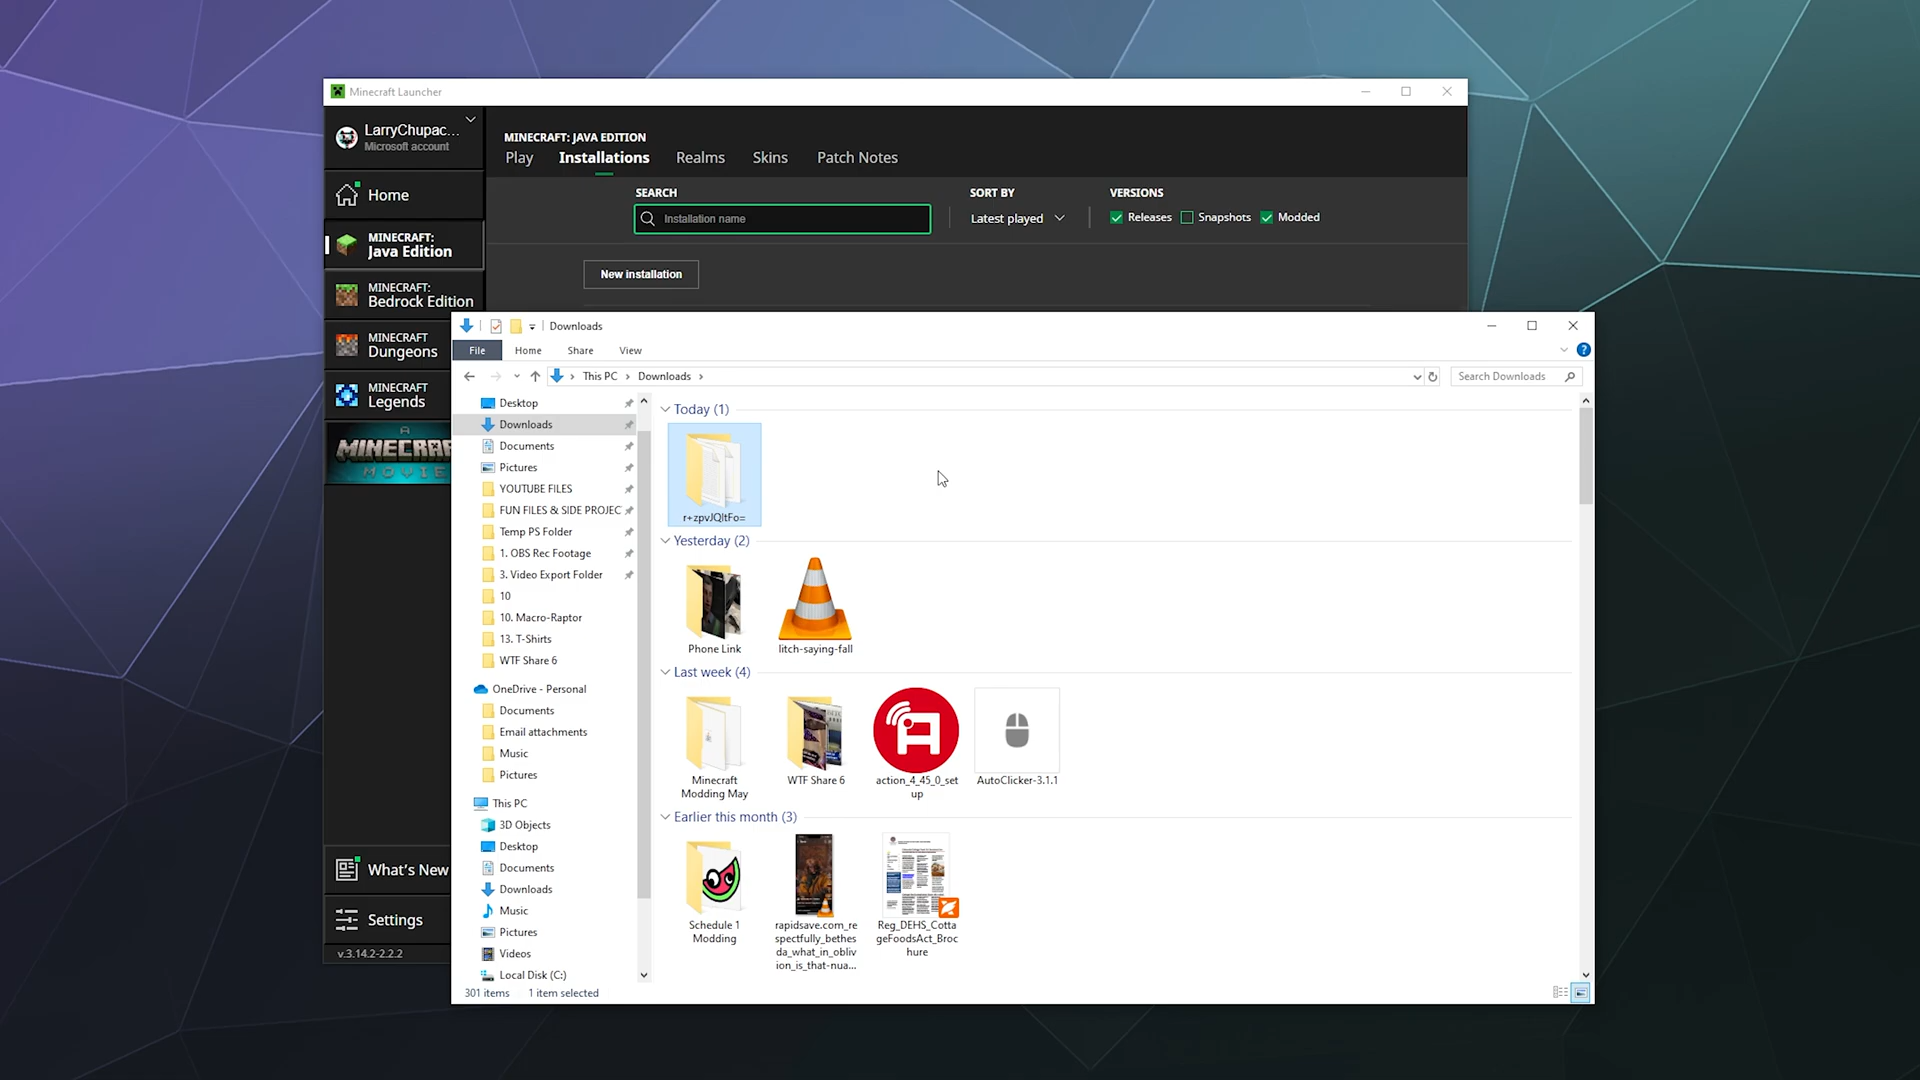 Minecraft Launcher
LarryChupac...
Microsoft account
MINECRAFT: JAVA EDITION
Play Installations Realms Skins Patch Notes
SEARCH
Installation name
SORT BY
Latest played
VERSIONS
Releases Snapshots Modded
New installation
Home
MINECRAFT:
Java Edition
MINECRAFT:
Bedrock Edition
MINECRAFT
Dungeons
MINECRAFT
Legends
A
MINECRAF
MOVIE
What's New
Settings
v.3.14.2-2.2.2
Downloads
File Home Share View
This PC Downloads
Search Downloads
Desktop
Downloads
Documents
Pictures
YOUTUBE FILES
FUN FILES & SIDE PROJEC
Temp PS Folder
1. OBS Rec Footage
3. Video Export Folder
10
10. Macro-Raptor
13. T-Shirts
WTF Share 6
OneDrive - Personal
Documents
Email attachments
Music
Pictures
This PC
3D Objects
Desktop
Documents
Downloads
Music
Pictures
Videos
Local Disk (C:)
Today (1)
r+zpvJQltFo=
Yesterday (2)
Phone Link
litch-saying-fall
Last week (4)
Minecraft
Modding May
WTF Share 6
action_4_45_0_set
up
AutoClicker-3.1.1
Earlier this month (3)
Schedule 1
Modding
rapidsave.com_re
spectfully_bethes
da_what_in_obliv
ion_is_that-nua...
Reg_DEHS_Cotta
geFoodsAct_Broc
hure
301 items 1 item selected